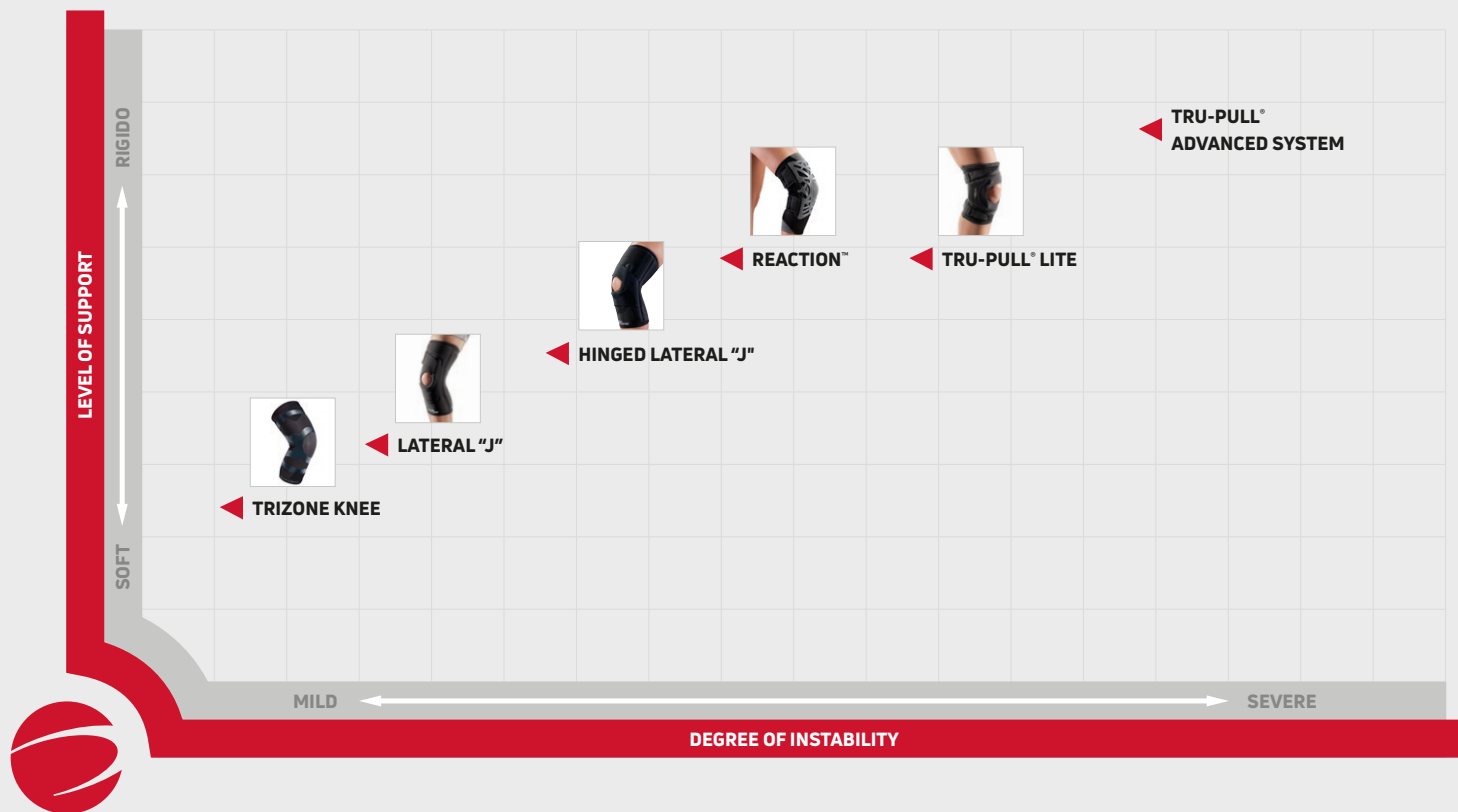 RIGIDO
LEVEL OF SUPPORT
SOFT
TRU-PULL®
ADVANCED SYSTEM
REACTION™
TRU-PULL® LITE
HINGED LATERAL “J"
LATERAL “J”
TRIZONE KNEE
MILD
SEVERE
DEGREE OF INSTABILITY